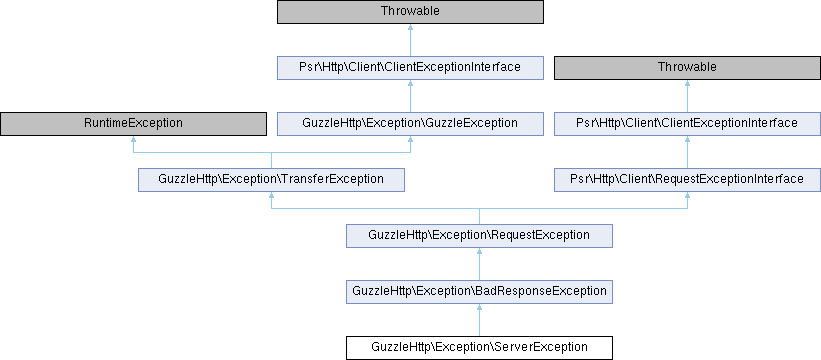 Throwable
Psr\Http\Client\ClientExceptionInterface
Throwable
RuntimeException
GuzzleHttp\Exception\GuzzleException
Psr\Http\Client\ClientExceptionInterface
GuzzleHttp\Exception\TransferException
Psr\Http\Client\RequestExceptionInterface
GuzzleHttp\Exception\RequestException
GuzzleHttp\Exception\BadResponseException
GuzzleHttp\Exception\ServerException